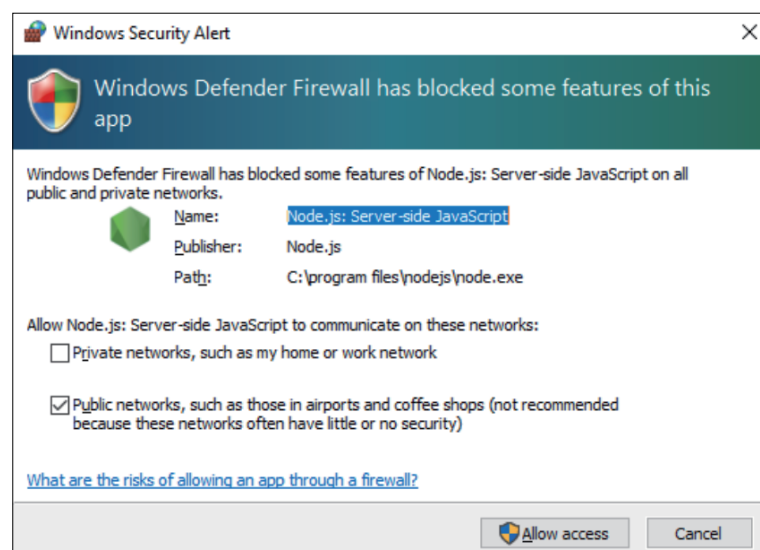 Windows Security Alert
Windows Defender Firewall has blocked some features of this
app
Windows Defender Firewall has blocked some features of Node.js: Server-side JavaScript on all
public and private networks.
Name: Node.js: Server-side JavaScript
Publisher: Node.js
Path: C:\program files\nodejs\node.exe
Allow Node.js: Server-side JavaScript to communicate on these networks:
Private networks, such as my home or work network
Public networks, such as those in airports and coffee shops (not recommended
because these networks often have little or no security)
What are the risks of allowing an app through a firewall?
Allow access Cancel